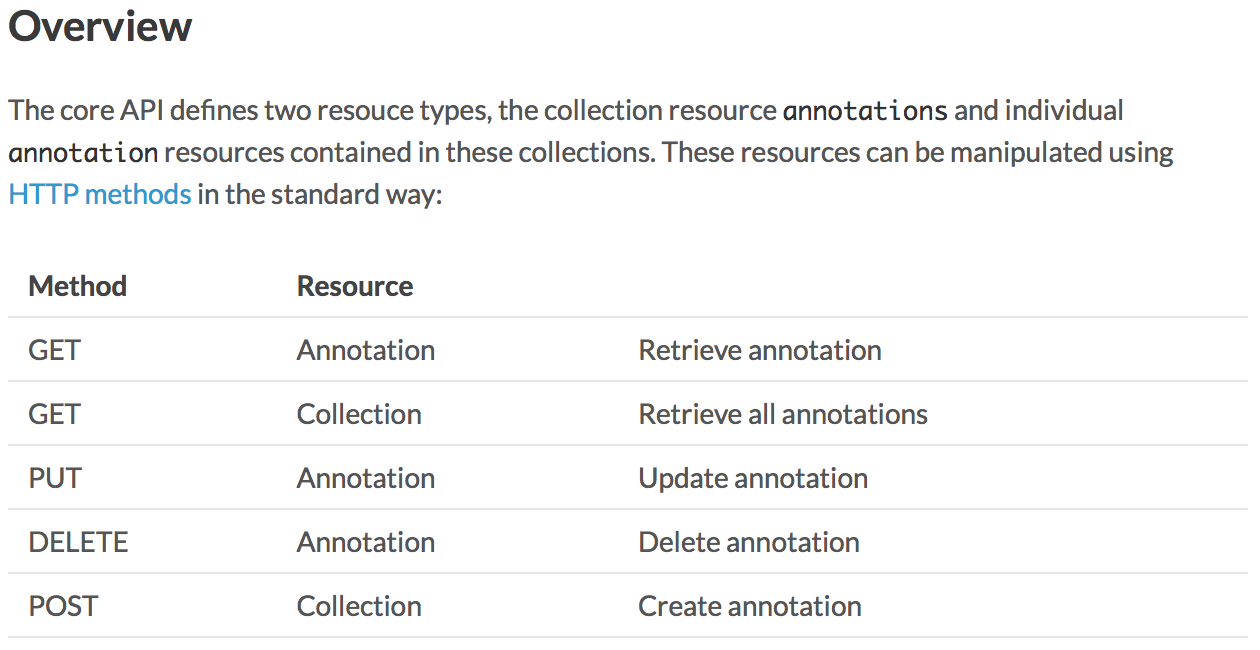 Overview
The core API defines two resouce types, the collection resource annotations and individual
annotation resources contained in these collections. These resources can be manipulated using
HTTP methods in the standard way:
Method Resource
GET Annotation Retrieve annotation
GET Collection Retrieve all annotations
PUT Annotation Update annotation
DELETE Annotation Delete annotation
POST Collection Create annotation